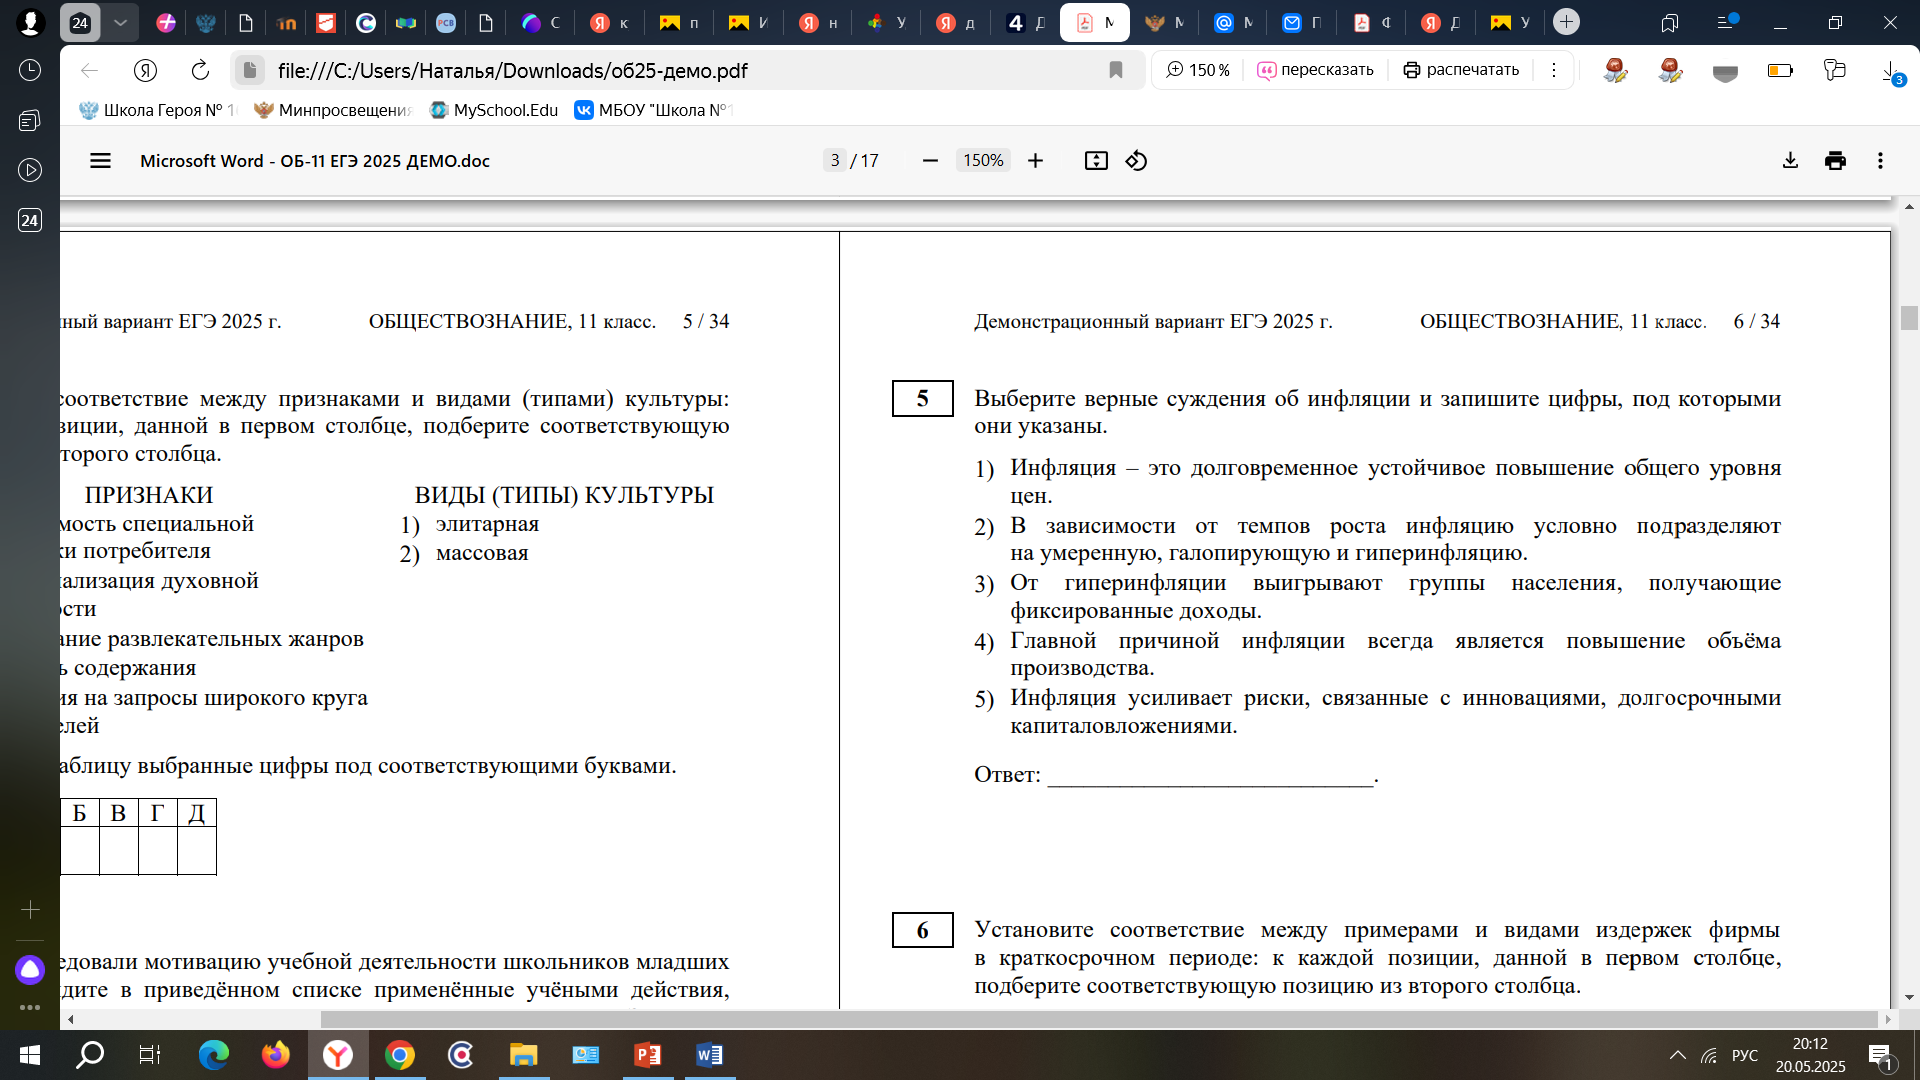 24
file:///C:/Users/Наталья/Downloads/об25-демо.pdf
150 %
пересказать
распечатать
3
Школа Героя № 1
Минпросвещения
MySchool.Edu
МБОУ "Школа №1
24
Microsoft Word - ОБ-11 ЕГЭ 2025 ДЕМО.doc
3 / 17
150%
вариант ЕГЭ 2025 г. ОБЩЕСТВОЗНАНИЕ, 11 класс. 5 / 34
соответствие между признаками и видами (типами) культуры:
зиции, данной в первом столбце, подберите соответствующую
торого столбца.
ПРИЗНАКИ
ВИДЫ (ТИПЫ) КУЛЬТУРЫ
мость специальной
ки потребителя
ализация духовной
ости
ание развлекательных жанров
ь содержания
ия на запросы широкого круга
елей
1) элитарная
2) массовая
аблицу выбранные цифры под соответствующими буквами.
Б В Г Д
едовали мотивацию учебной деятельности школьников младших
дите в приведённом списке применённые учёными действия,
Демонстрационный вариант ЕГЭ 2025 г. ОБЩЕСТВОЗНАНИЕ, 11 класс. 6 / 34
5
Выберите верные суждения об инфляции и запишите цифры, под которыми
они указаны.
1) Инфляция – это долговременное устойчивое повышение общего уровня
цен.
2) В зависимости от темпов роста инфляцию условно подразделяют
на умеренную, галопирующую и гиперинфляцию.
3) От гиперинфляции выигрывают группы населения, получающие
фиксированные доходы.
4) Главной причиной инфляции всегда является повышение объёма
производства.
5) Инфляция усиливает риски, связанные с инновациями, долгосрочными
капиталовложениями.
Ответ: ___________________________.
6
Установите соответствие между примерами и видами издержек фирмы
в краткосрочном периоде: к каждой позиции, данной в первом столбце,
подберите соответствующую позицию из второго столбца.
РУС
20:12
20.05.2025
1